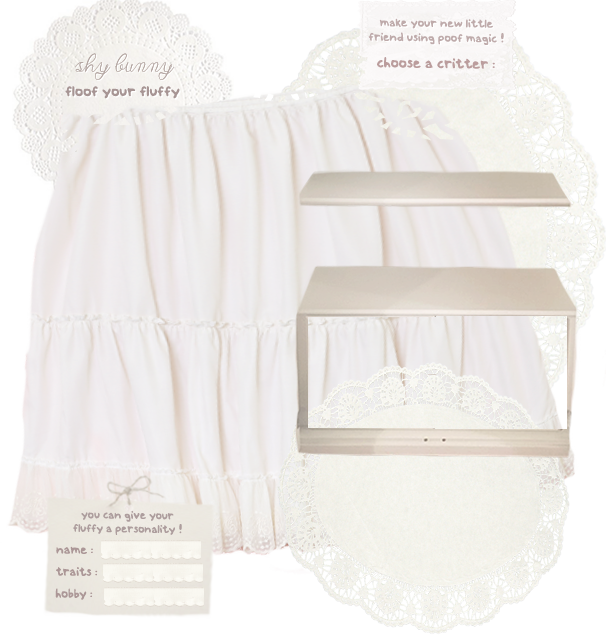 make your new little
friend using poof magic !
choose a critter :
shy bunny
floof your fluffy
you can give your
fluffy a personality !
name :
traits :
hobby :